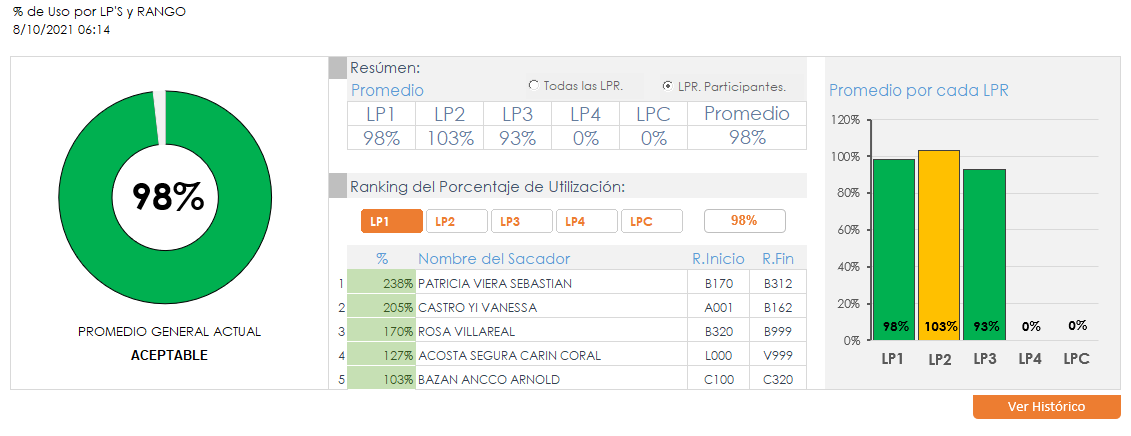 % de Uso por LP'S y RANGO
8/10/2021 06:14
98%
PROMEDIO GENERAL ACTUAL
ACEPTABLE
Resúmen:
Promedio
Todas las LPR.
LPR. Participantes.
LP1 LP2 LP3 LP4 LPC Promedio
98% 103% 93% 0% 0% 98%
Ranking del Porcentaje de Utilización:
LP1 LP2 LP3 LP4 LPC 98%
% Nombre del Sacador R.Inicio R.Fin
1 238% PATRICIA VIERA SEBASTIAN B170 B312
2 205% CASTRO YI VANESSA A001 B162
3 170% ROSA VILLAREAL B320 B999
4 127% ACOSTA SEGURA CARIN CORAL L000 V999
5 103% BAZAN ANCCO ARNOLD C100 C320
Promedio por cada LPR
120%
100%
80%
60%
40%
20%
0%
98% 103% 93% 0% 0%
LP1 LP2 LP3 LP4 LPC
Ver Histórico